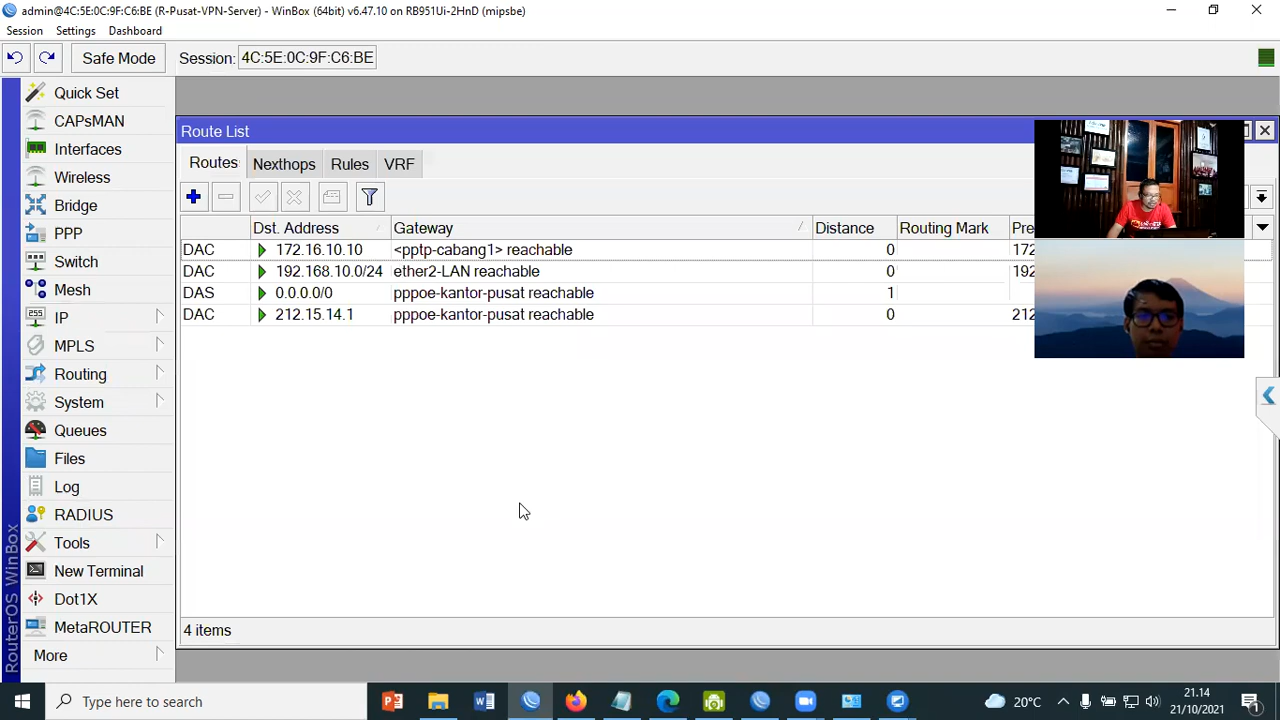 admin@4C:5E:0C:9F:C6:BE (R-Pusat-VPN-Server) - WinBox (64bit) v6.47.10 on RB951Ui-2HnD (mipsbe)
Session Settings Dashboard
Safe Mode Session: 4C:5E:0C:9F:C6:BE
Quick Set
CAPsMAN
Interfaces
Wireless
Bridge
PPP
Switch
Mesh
IP
MPLS
Routing
System
Queues
Files
Log
RADIUS
Tools
New Terminal
Dot1X
MetaROUTER
More
RouterOS WinBox
Route List
Routes Nexthops Rules VRF
Dst. Address Gateway Distance Routing Mark Pre
DAC 172.16.10.10 <pptp-cabang1> reachable 0 172
DAC 192.168.10.0/24 ether2-LAN reachable 0 192
DAS 0.0.0.0/0 pppoe-kantor-pusat reachable 1
DAC 212.15.14.1 pppoe-kantor-pusat reachable 0 212
4 items
Type here to search
20°C
21.14
21/10/2021
1